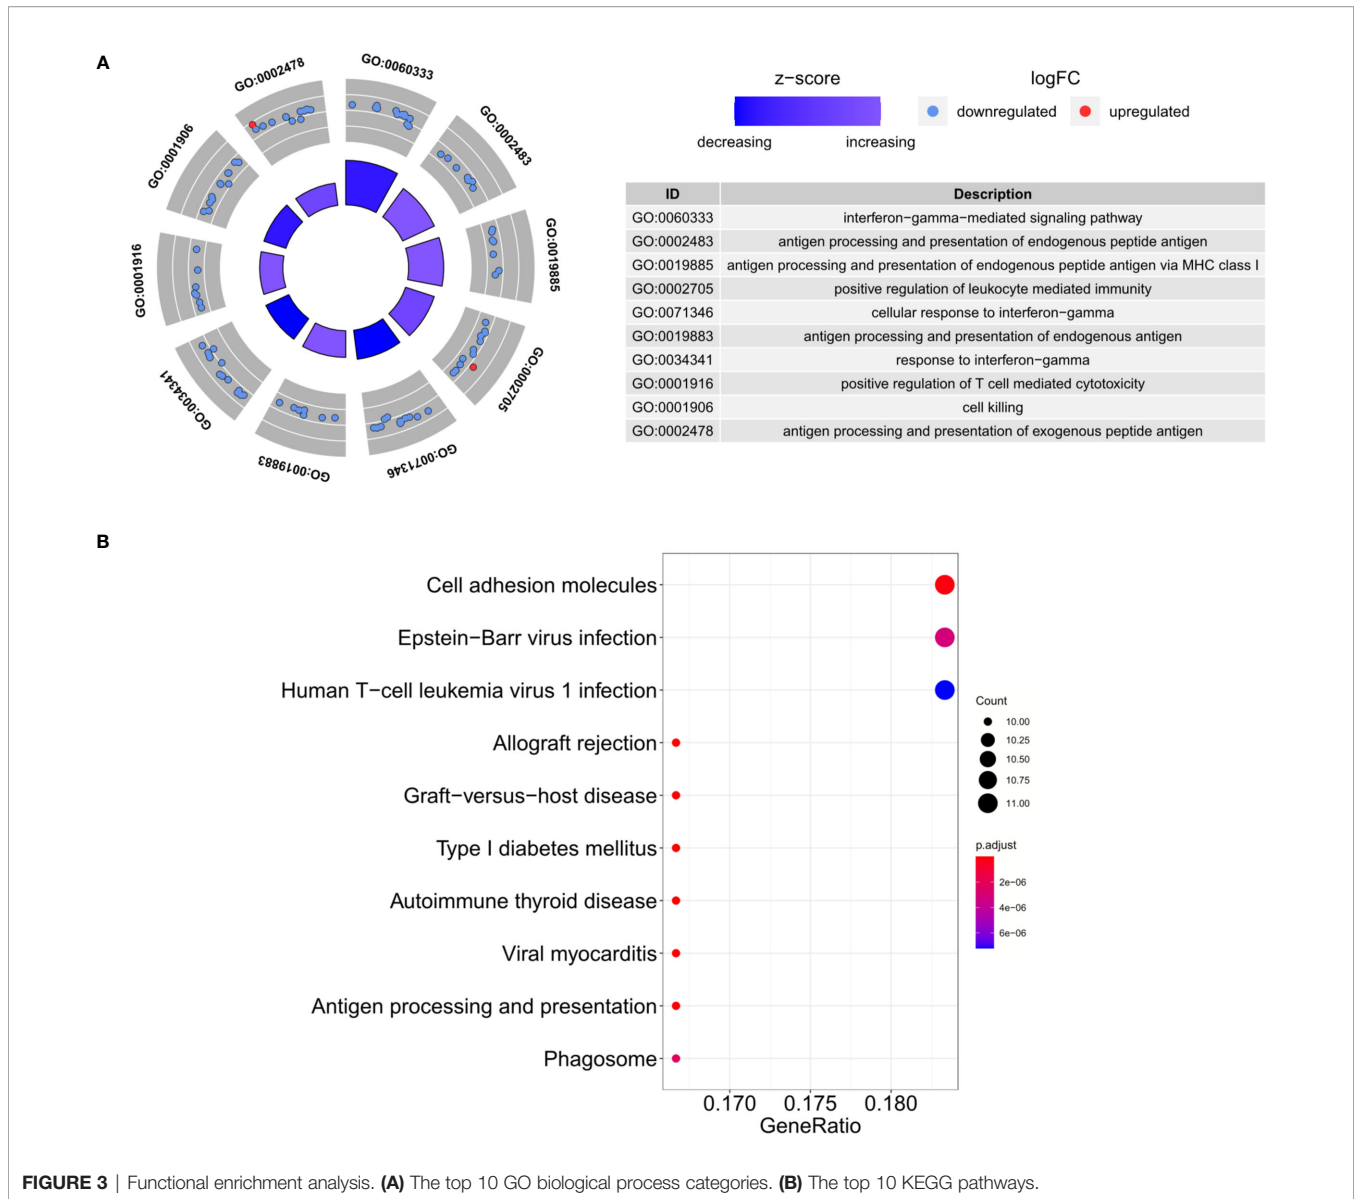 A
GO:0002478
GO:0060333
GO:0001906
GO:0002483
GO:0001916
GO:0019885
GO:0034341
GO:0002705
GO:0019883
GO:0071346
z−score
decreasing
increasing
logFC
downregulated
upregulated
ID Description
GO:0060333 interferon−gamma−mediated signaling pathway
GO:0002483 antigen processing and presentation of endogenous peptide antigen
GO:0019885 antigen processing and presentation of endogenous peptide antigen via MHC class I
GO:0002705 positive regulation of leukocyte mediated immunity
GO:0071346 cellular response to interferon−gamma
GO:0019883 antigen processing and presentation of endogenous antigen
GO:0034341 response to interferon−gamma
GO:0001916 positive regulation of T cell mediated cytotoxicity
GO:0001906 cell killing
GO:0002478 antigen processing and presentation of exogenous peptide antigen
B
Cell adhesion molecules
Epstein−Barr virus infection
Human T−cell leukemia virus 1 infection
Allograft rejection
Graft−versus−host disease
Type I diabetes mellitus
Autoimmune thyroid disease
Viral myocarditis
Antigen processing and presentation
Phagosome
0.170 0.175 0.180
GeneRatio
Count
10.00
10.25
10.50
10.75
11.00
p.adjust
2e−06
4e−06
6e−06
FIGURE 3 | Functional enrichment analysis. (A) The top 10 GO biological process categories. (B) The top 10 KEGG pathways.